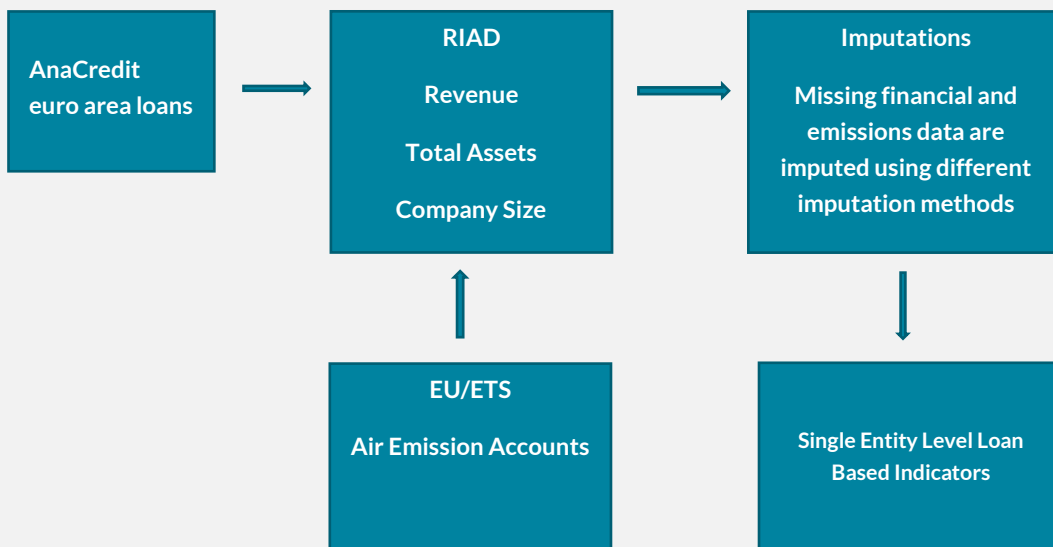 AnaCredit
euro area loans
RIAD
Revenue
Total Assets
Company Size
Imputations
Missing financial and
emissions data are
imputed using different
imputation methods
EU/ETS
Air Emission Accounts
Single Entity Level Loan
Based Indicators